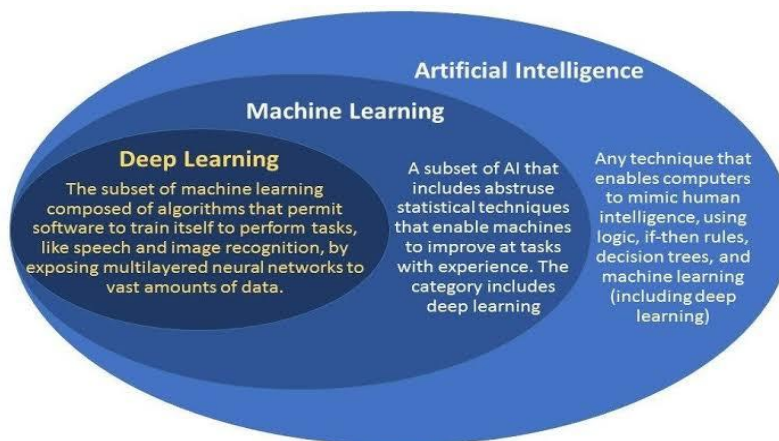 Artificial Intelligence
Machine Learning
Deep Learning
The subset of machine learning
composed of algorithms that permit
software to train itself to perform tasks,
like speech and image recognition, by
exposing multilayered neural networks to
vast amounts of data.
A subset of AI that
includes abstruse
statistical techniques
that enable machines
to improve at tasks
with experience. The
category includes
deep learning
Any technique that
enables computers
to mimic human
intelligence, using
logic, if-then rules,
decision trees, and
machine learning
(including deep
learning)